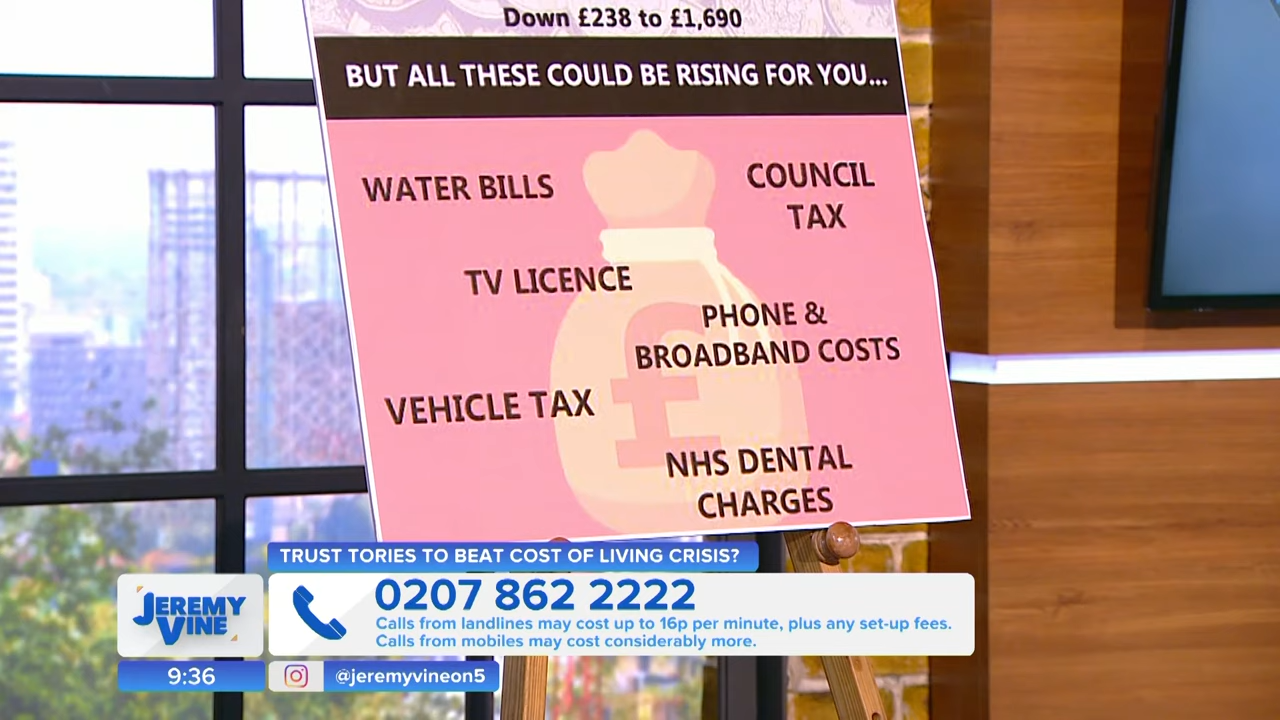 Down £238 to £1,690
BUT ALL THESE COULD BE RISING FOR YOU...
WATER BILLS
COUNCIL
TAX
TV LICENCE
PHONE &
BROADBAND COSTS
VEHICLE TAX
£
NHS DENTAL
CHARGES
TRUST TORIES TO BEAT COST OF LIVING CRISIS?
JEREMY
VINE
0207 862 2222
Calls from landlines may cost up to 16p per minute, plus any set-up fees.
Calls from mobiles may cost considerably more.
9:36
@jeremyvineon5